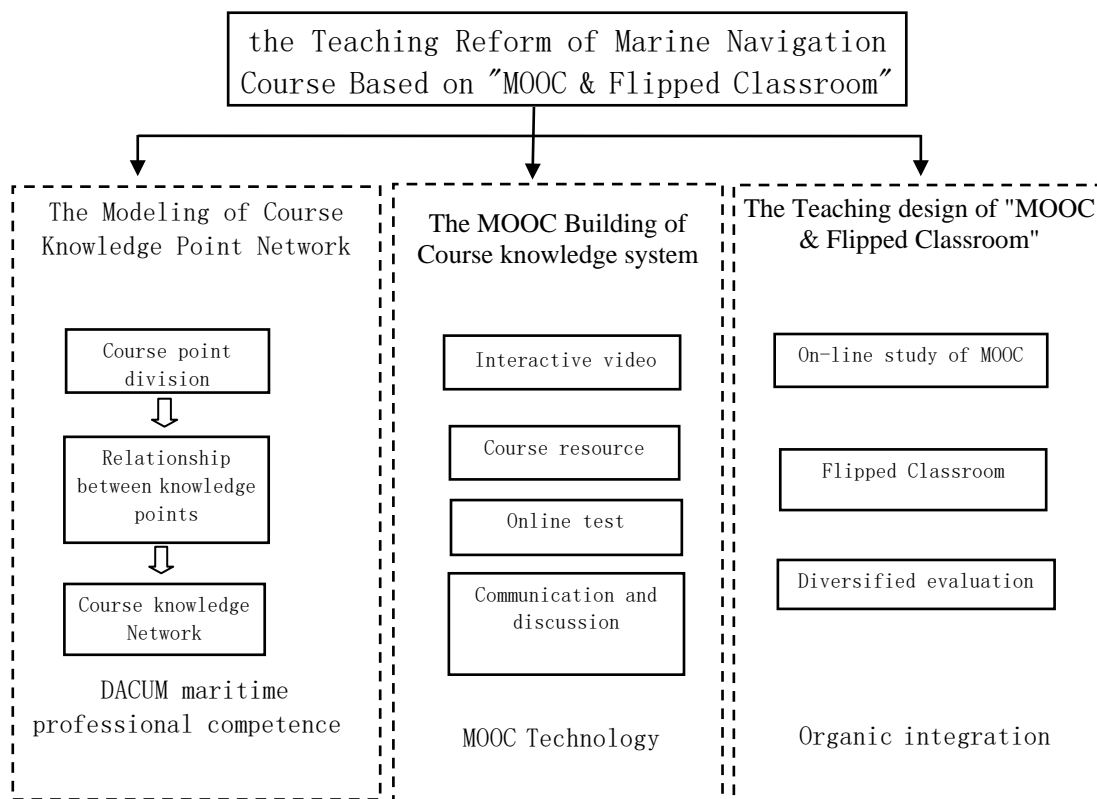 the Teaching Reform of Marine Navigation
Course Based on "MOOC & Flipped Classroom"
The Modeling of Course
Knowledge Point Network
Course point
division
Relationship
between knowledge
points
Course knowledge
Network
DACUM maritime
professional competence
The MOOC Building of
Course knowledge system
Interactive video
Course resource
Online test
Communication and
discussion
MOOC Technology
The Teaching design of "MOOC
& Flipped Classroom"
On-line study of MOOC
Flipped Classroom
Diversified evaluation
Organic integration